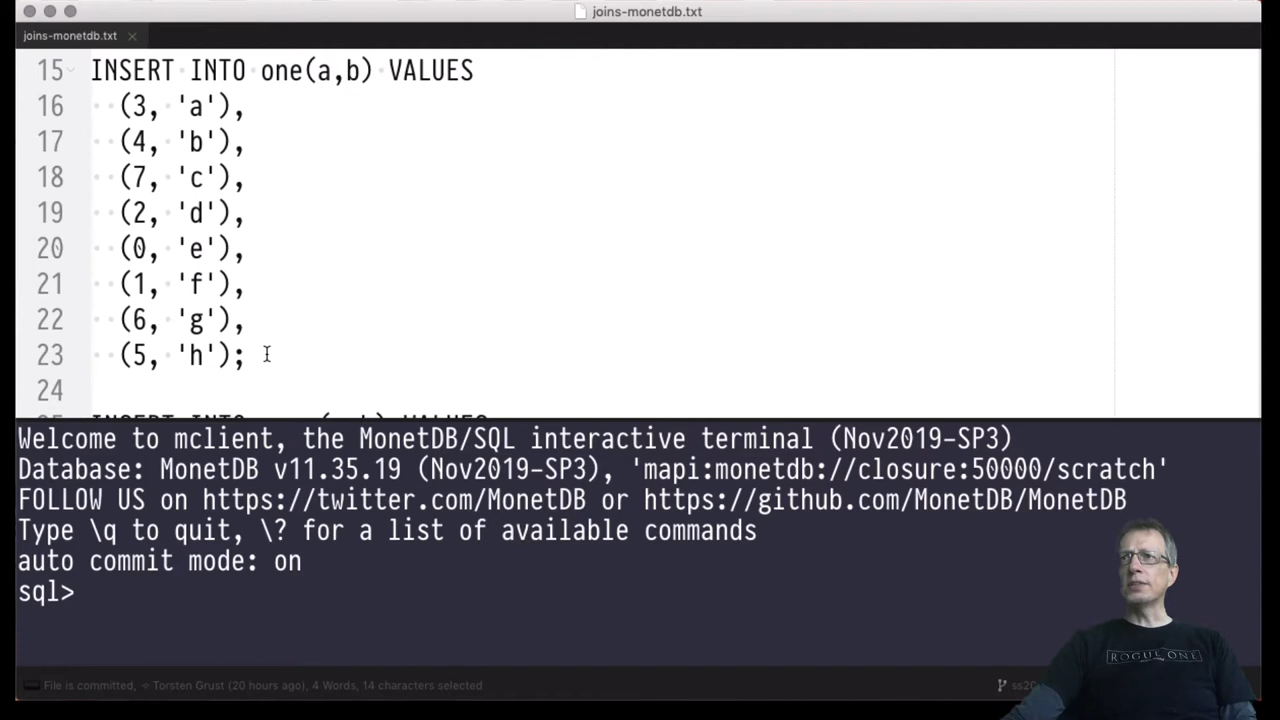 joins-monetdb.txt
joins-monetdb.txt ×
15 INSERT INTO one(a,b) VALUES
16 (3, 'a'),
17 (4, 'b'),
18 (7, 'c'),
19 (2, 'd'),
20 (0, 'e'),
21 (1, 'f'),
22 (6, 'g'),
23 (5, 'h');
24
Welcome to mclient, the MonetDB/SQL interactive terminal (Nov2019-SP3)
Database: MonetDB v11.35.19 (Nov2019-SP3), 'mapi:monetdb://closure:50000/scratch'
FOLLOW US on https://twitter.com/MonetDB or https://github.com/MonetDB/MonetDB
Type \q to quit, \? for a list of available commands
auto commit mode: on
sql>
ROGUE ONE
File is committed, Torsten Grust (20 hours ago), 4 Words, 14 characters selected